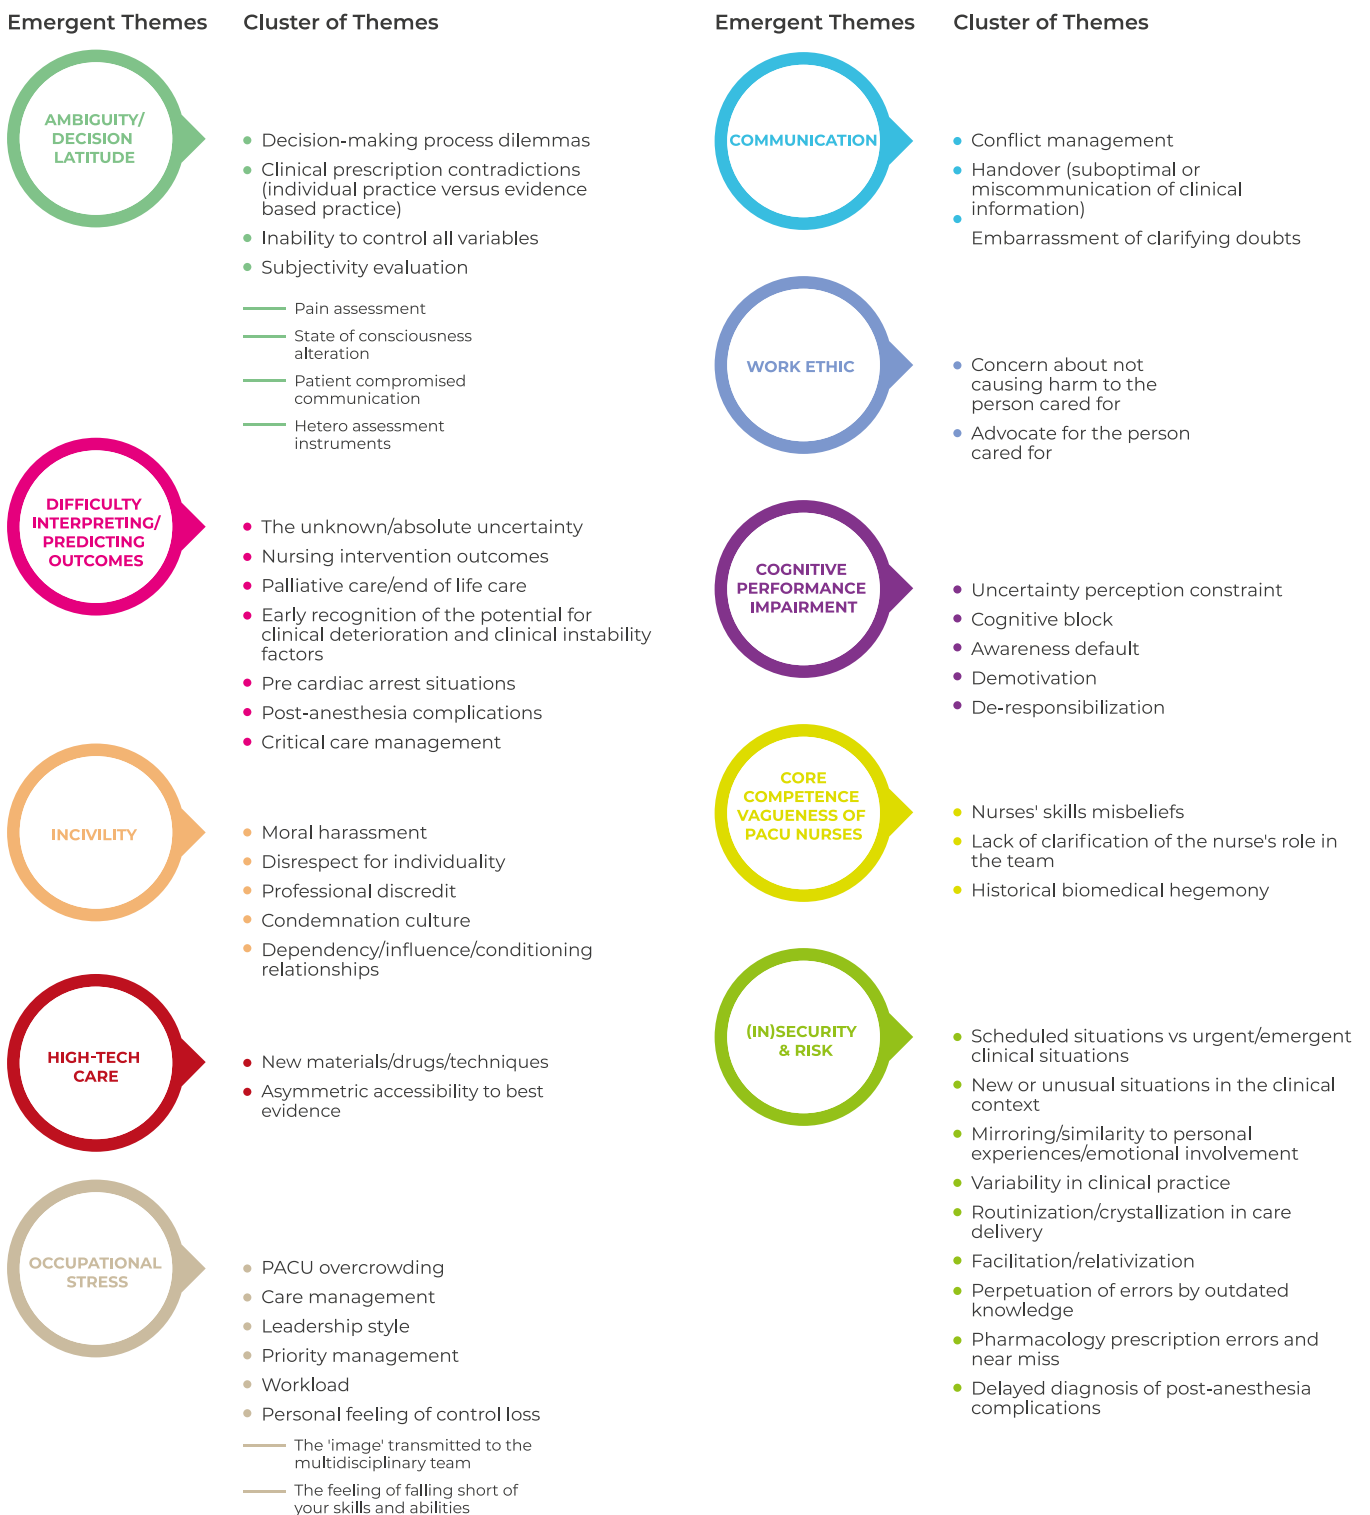 Emergent Themes
Cluster of Themes
AMBIGUITY/
DECISION
LATITUDE
Decision-making process dilemmas
Clinical prescription contradictions
(individual practice versus evidence
based practice)
Inability to control all variables
Subjectivity evaluation
Pain assessment
State of consciousness
alteration
Patient compromised
communication
Hetero assessment
instruments
DIFFICULTY
INTERPRETING/
PREDICTING
OUTCOMES
The unknown/absolute uncertainty
Nursing intervention outcomes
Palliative care/end of life care
Early recognition of the potential for
clinical deterioration and clinical instability
factors
Pre cardiac arrest situations
Post-anesthesia complications
Critical care management
INCIVILITY
Moral harassment
Disrespect for individuality
Professional discredit
Condemnation culture
Dependency/influence/conditioning
relationships
HIGH-TECH
CARE
New materials/drugs/techniques
Asymmetric accessibility to best
evidence
OCCUPATIONAL
STRESS
PACU overcrowding
Care management
Leadership style
Priority management
Workload
Personal feeling of control loss
The 'image' transmitted to the
multidisciplinary team
The feeling of falling short of
your skills and abilities
Emergent Themes
Cluster of Themes
COMMUNICATION
Conflict management
Handover (suboptimal or
miscommunication of clinical
information)
Embarrassment of clarifying doubts
WORK ETHIC
Concern about not
causing harm to the
person cared for
Advocate for the person
cared for
COGNITIVE
PERFORMANCE
IMPAIRMENT
Uncertainty perception constraint
Cognitive block
Awareness default
Demotivation
De-responsibilization
CORE
COMPETENCE
VAGUENESS OF
PACU NURSES
Nurses' skills misbeliefs
Lack of clarification of the nurse's role in
the team
Historical biomedical hegemony
(IN)SECURITY
& RISK
Scheduled situations vs urgent/emergent
clinical situations
New or unusual situations in the clinical
context
Mirroring/similarity to personal
experiences/emotional involvement
Variability in clinical practice
Routinization/crystallization in care
delivery
Facilitation/relativization
Perpetuation of errors by outdated
knowledge
Pharmacology prescription errors and
near miss
Delayed diagnosis of post-anesthesia
complications